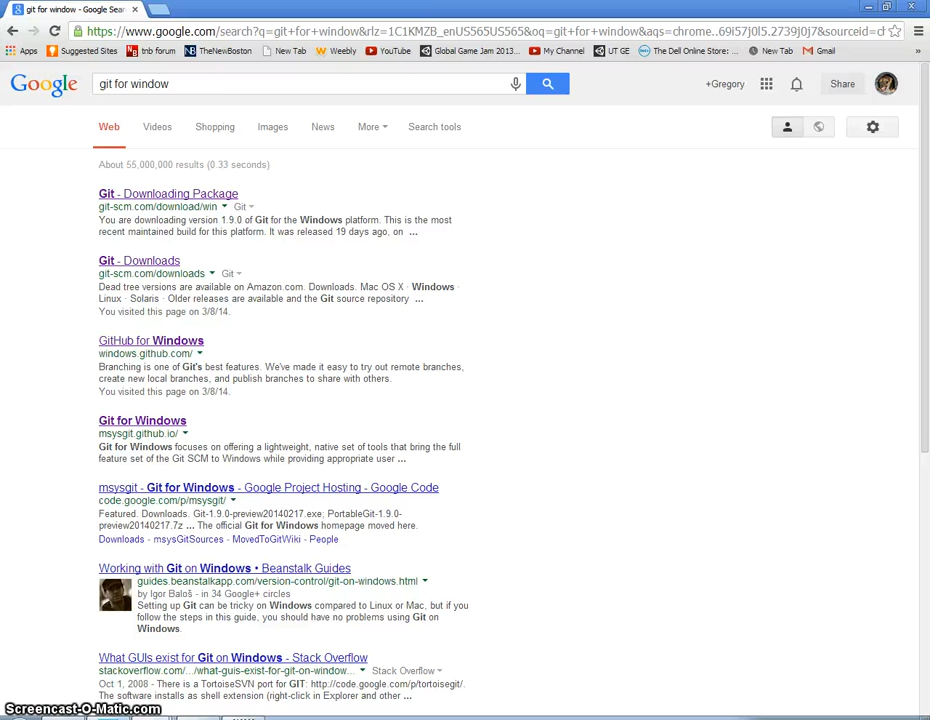 git for window - Google Sear
https://www.google.com/search?q=git+for+window&rlz=1C1KMZB_enUS565US565&oq=git+for+window&aqs=chrome..69i57j0l5.2739j0j7&sourceid=cl
Apps Suggested Sites tnb forum TheNewBoston New Tab Weebly YouTube Global Game Jam 2013... My Channel UT GE The Dell Online Store: ... New Tab Gmail »
Google git for window +Gregory Share
Web Videos Shopping Images News More Search tools
About 55,000,000 results (0.33 seconds)
Git - Downloading Package
git-scm.com/download/win Git
You are downloading version 1.9.0 of Git for the Windows platform. This is the most
recent maintained build for this platform. It was released 19 days ago, on ...
Git - Downloads
git-scm.com/downloads Git
Dead tree versions are available on Amazon.com. Downloads. Mac OS X · Windows ·
Linux · Solaris · Older releases are available and the Git source repository ...
You visited this page on 3/8/14.
GitHub for Windows
windows.github.com/
Branching is one of Git's best features. We've made it easy to try out remote branches,
create new local branches, and publish branches to share with others.
You visited this page on 3/8/14.
Git for Windows
msysgit.github.io/
Git for Windows focuses on offering a lightweight, native set of tools that bring the full
feature set of the Git SCM to Windows while providing appropriate user ...
msysgit - Git for Windows - Google Project Hosting - Google Code
code.google.com/p/msysgit/
Featured. Downloads. Git-1.9.0-preview20140217.exe; PortableGit-1.9.0-
preview20140217.7z ... The official Git for Windows homepage moved here.
Downloads - msysGitSources - MovedToGitWiki - People
Working with Git on Windows • Beanstalk Guides
guides.beanstalkapp.com/version-control/git-on-windows.html
by Igor Baloš - in 34 Google+ circles
Setting up Git can be tricky on Windows compared to Linux or Mac, but if you
follow the steps in this guide, you should have no problems using Git on
Windows.
What GUIs exist for Git on Windows - Stack Overflow
stackoverflow.com/.../what-guis-exist-for-git-on-window... Stack Overflow
Oct 1, 2008 - There is a TortoiseSVN port for GIT: http://code.google.com/p/tortoisegit/.
The software installs as shell extension (right-click in Explorer and other ...
Screencast-O-Matic.com